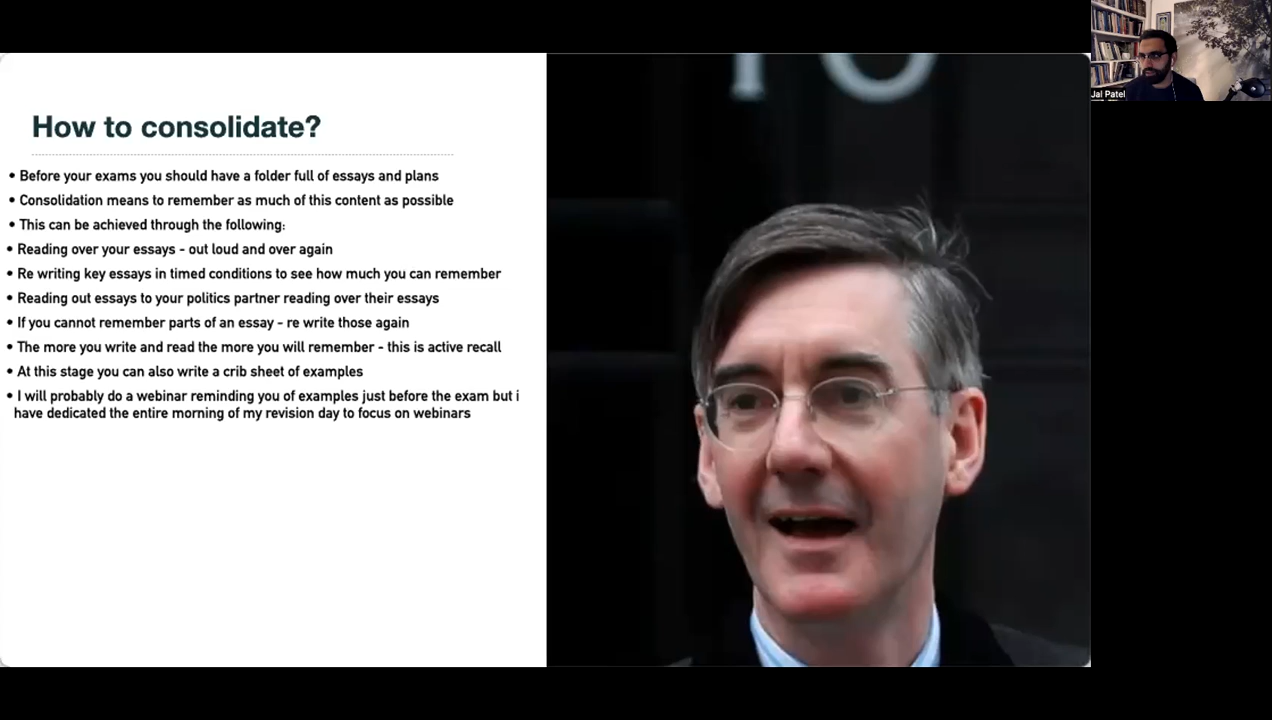 How to consolidate?
• Before your exams you should have a folder full of essays and plans
• Consolidation means to remember as much of this content as possible
• This can be achieved through the following:
• Reading over your essays - out loud and over again
• Re writing key essays in timed conditions to see how much you can remember
• Reading out essays to your politics partner reading over their essays
• If you cannot remember parts of an essay - re write those again
• The more you write and read the more you will remember - this is active recall
• At this stage you can also write a crib sheet of examples
• I will probably do a webinar reminding you of examples just before the exam but i
have dedicated the entire morning of my revision day to focus on webinars
10
Jal Patel